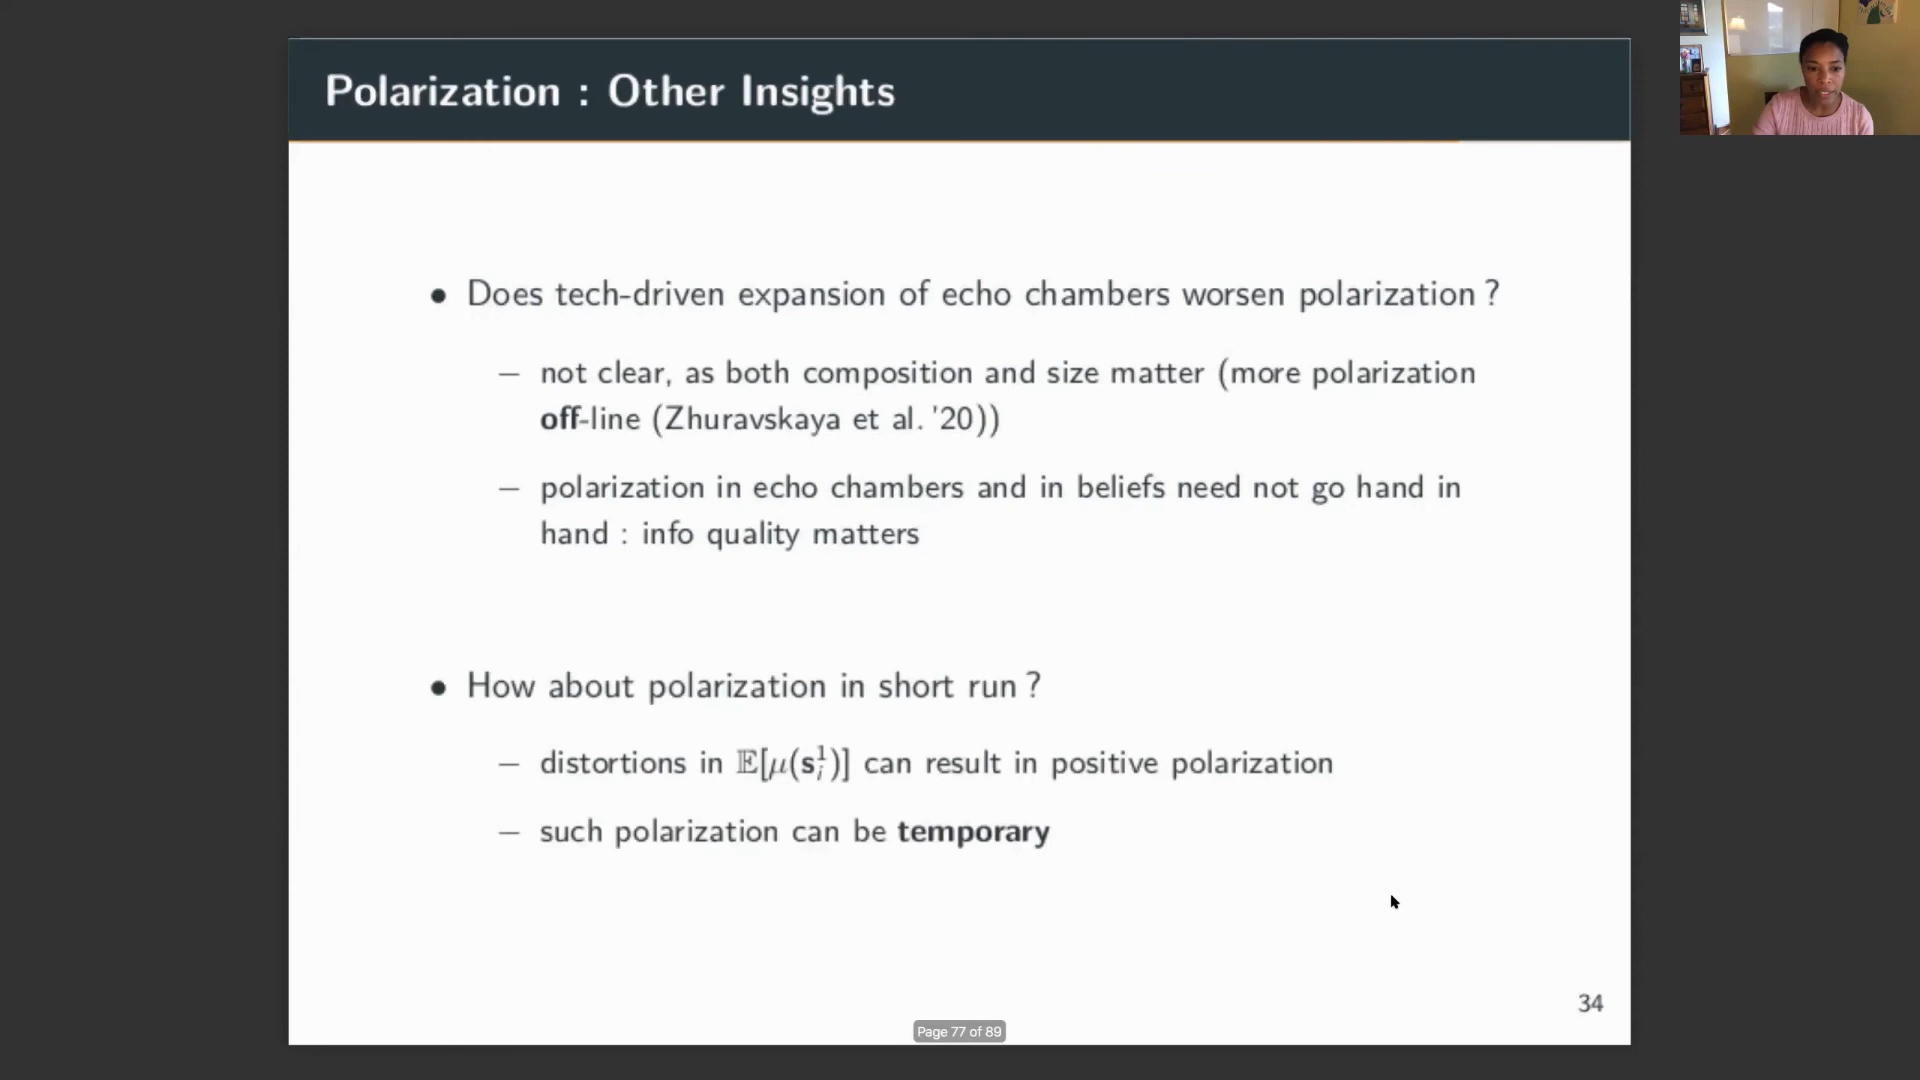 Polarization : Other Insights
• Does tech-driven expansion of echo chambers worsen polarization ?
– not clear, as both composition and size matter (more polarization
off-line (Zhuravskaya et al. '20))
– polarization in echo chambers and in beliefs need not go hand in
hand : info quality matters
• How about polarization in short run ?
– distortions in 𝔼[μ(s_i^1)] can result in positive polarization
– such polarization can be temporary
34
Page 77 of 89